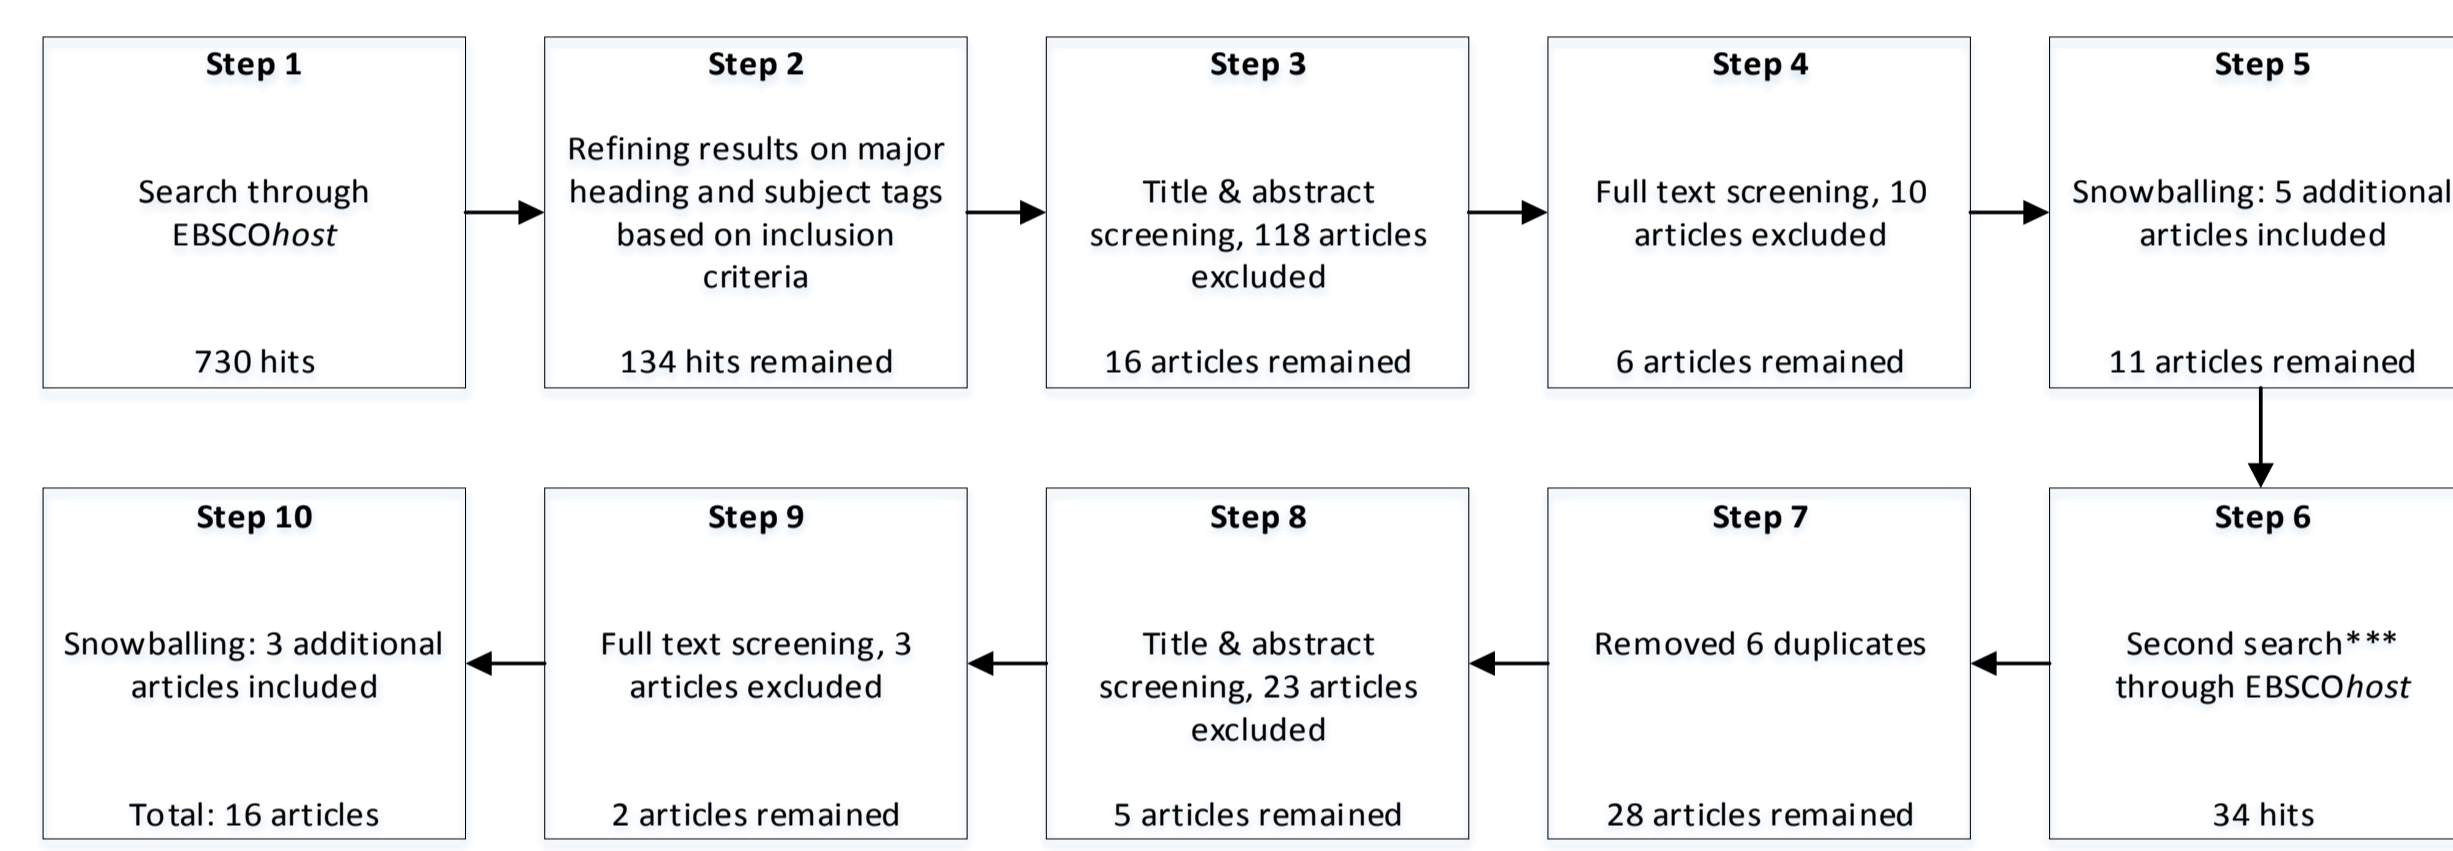 Step 1
Search through
EBSCOhost
730 hits
Step 2
Refining results on major
heading and subject tags
based on inclusion
criteria
134 hits remained
Step 3
Title & abstract
screening, 118 articles
excluded
16 articles remained
Step 4
Full text screening, 10
articles excluded
6 articles remained
Step 5
Snowballing: 5 additional
articles included
11 articles remained
Step 6
Second search***
through EBSCOhost
34 hits
Step 7
Removed 6 duplicates
28 articles remained
Step 8
Title & abstract
screening, 23 articles
excluded
5 articles remained
Step 9
Full text screening, 3
articles excluded
2 articles remained
Step 10
Snowballing: 3 additional
articles included
Total: 16 articles